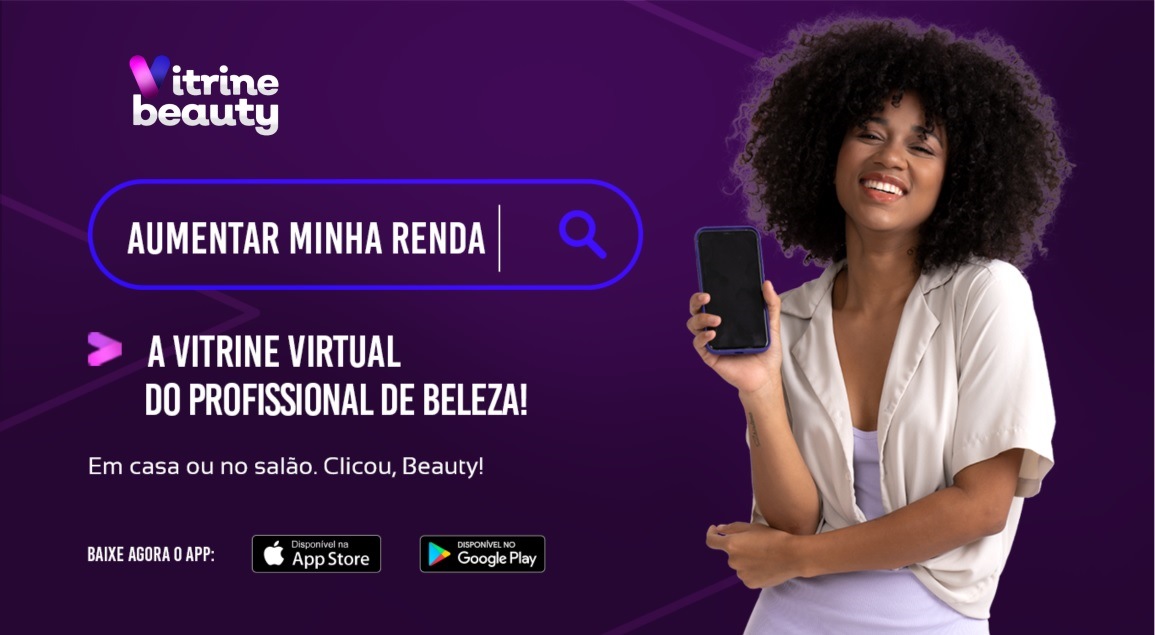 Vitrine
beauty
AUMENTAR MINHA RENDA
A VITRINE VIRTUAL
DO PROFISSIONAL DE BELEZA!
Em casa ou no salão. Clicou, Beauty!
BAIXE AGORA O APP:
Disponível na
App Store
DISPONÍVEL NO
Google Play